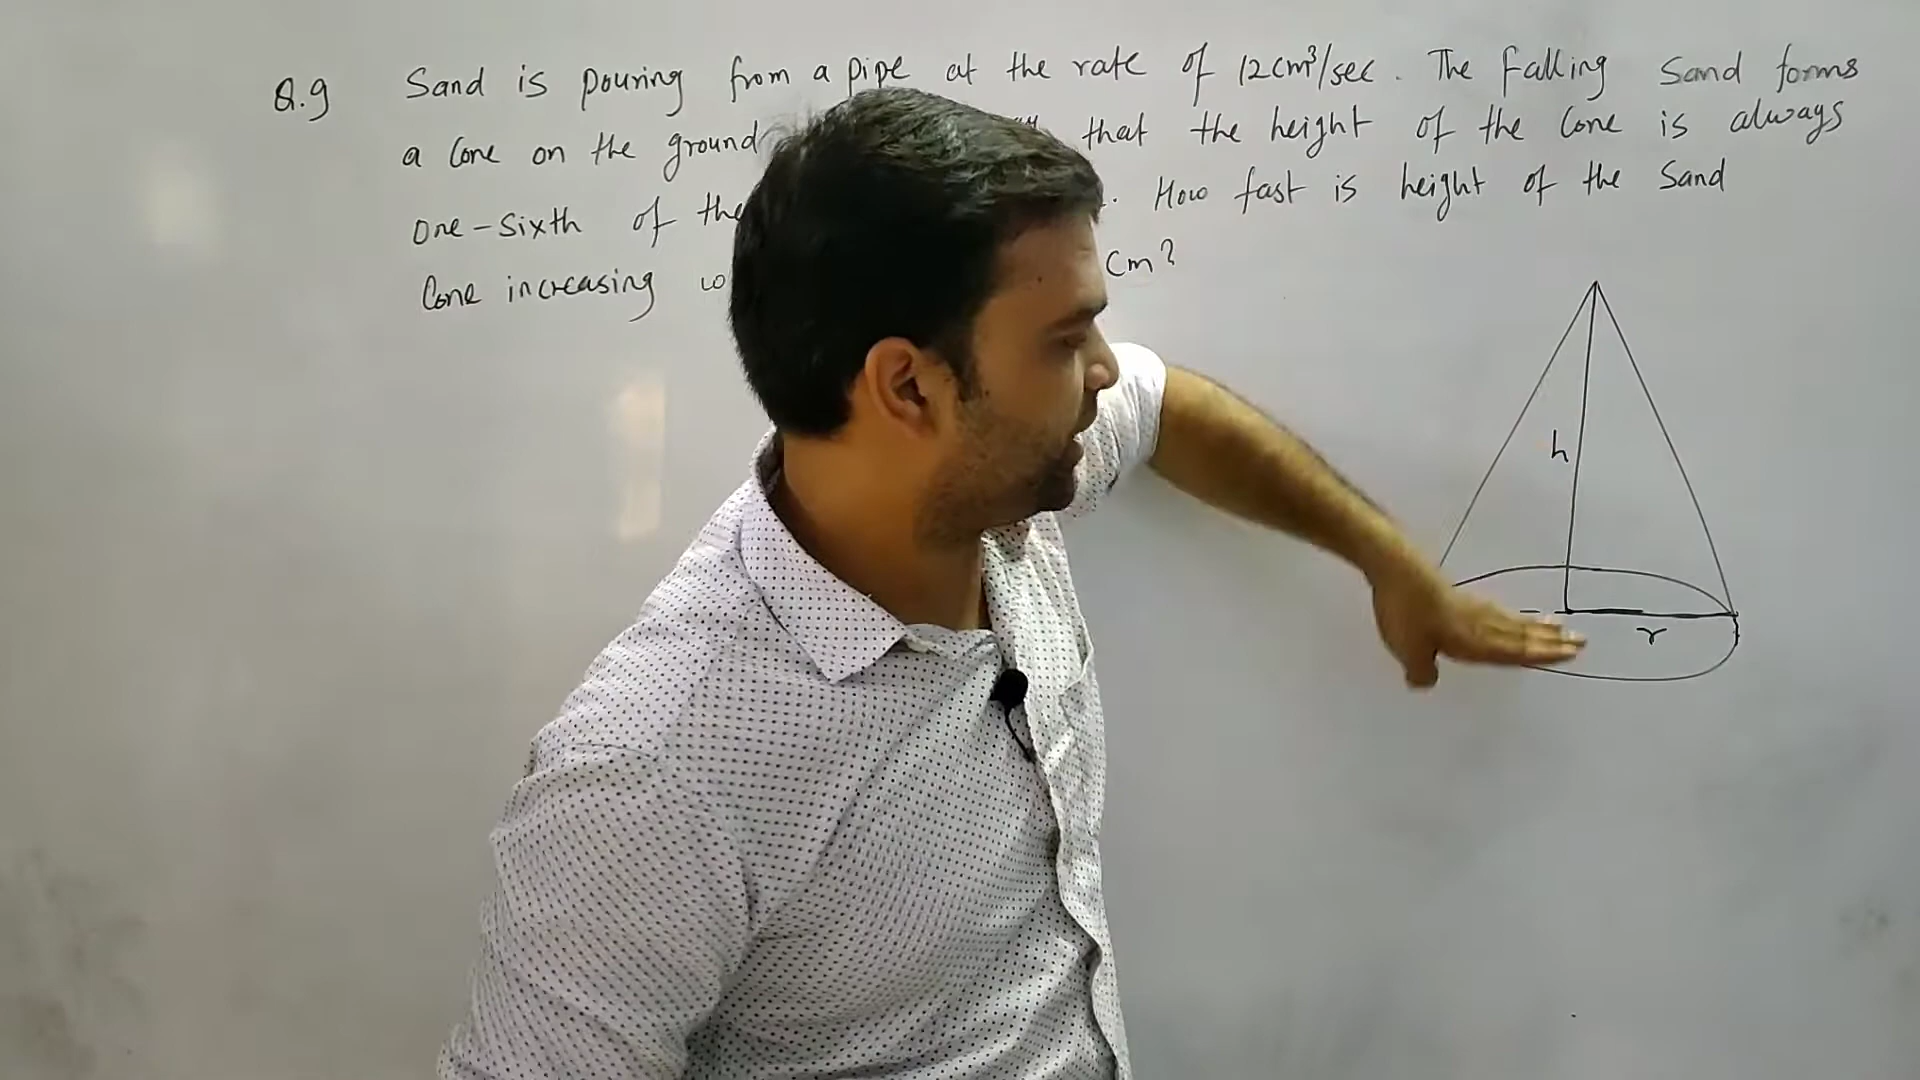 Q.9 Sand is pouring from a pipe at the rate of 12cm³/sec. The falling Sand forms
a Cone on the ground that the height of the Cone is always
one-sixth of the . How fast is height of the Sand
Cone increasing cm?
h
r